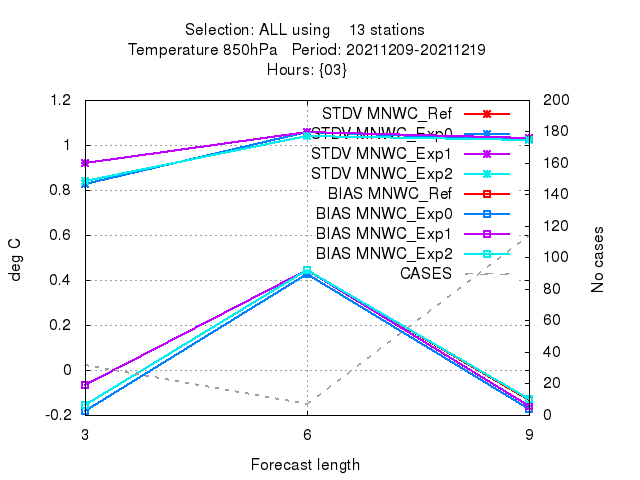 Selection: ALL using 13 stations
Temperature 850hPa Period: 20211209-20211219
Hours: {03}
1.2
1
0.8
0.6
0.4
0.2
0
-0.2
200
180
160
140
120
100
80
60
40
20
0
STDV MNWC_Ref
STDV MNWC_Exp0
STDV MNWC_Exp1
STDV MNWC_Exp2
BIAS MNWC_Ref
BIAS MNWC_Exp0
BIAS MNWC_Exp1
BIAS MNWC_Exp2
CASES
deg C
No cases
3 6 9
Forecast length